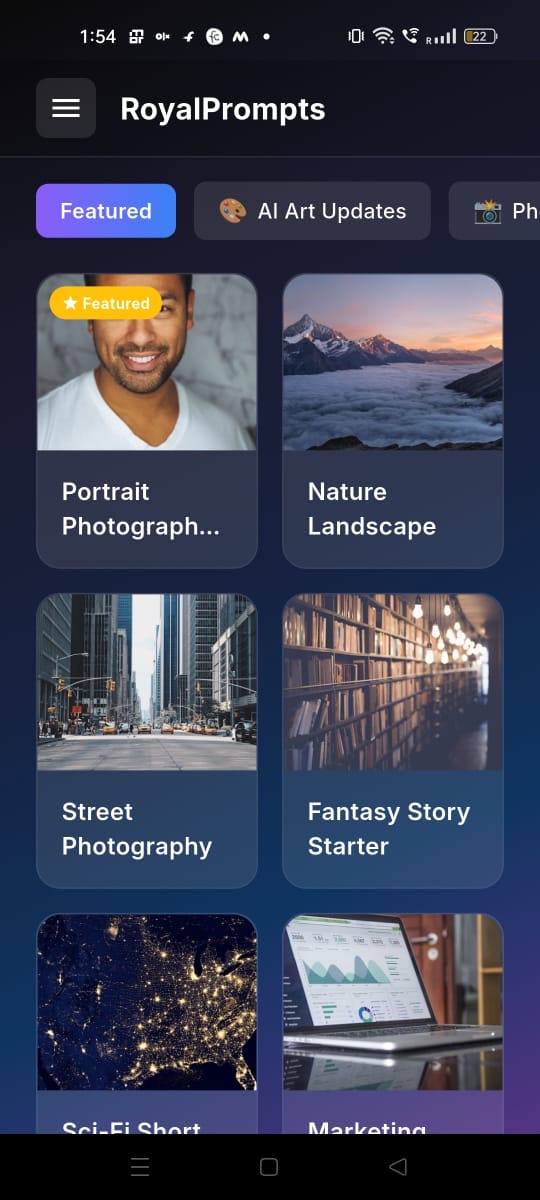 1:54
R
22
RoyalPrompts
Featured
AI Art Updates
Ph
Featured
Portrait
Photograph...
Nature
Landscape
Street
Photography
Fantasy Story
Starter
Sci-Fi Short
Marketing